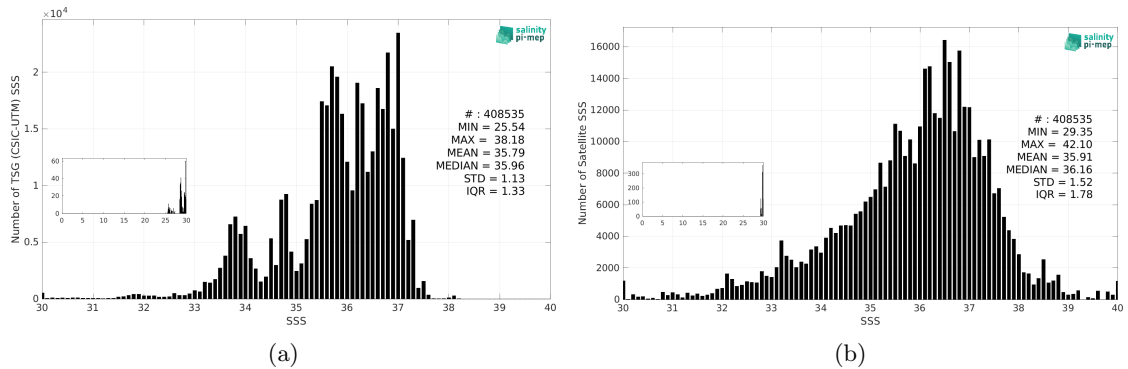 ×10⁴
salinity
pi-mep
2
1.5
1
0.5
0
Number of TSG (CSIC-UTM) SSS
# : 408535
MIN = 25.54
MAX = 38.18
MEAN = 35.79
MEDIAN = 35.96
STD = 1.13
IQR = 1.33
60
40
20
0
0 5 10 15 20 25 30
30 31 32 33 34 35 36 37 38 39 40
SSS
(a)
salinity
pi-mep
16000
14000
12000
10000
8000
6000
4000
2000
0
Number of Satellite SSS
# : 408535
MIN = 29.35
MAX = 42.10
MEAN = 35.91
MEDIAN = 36.16
STD = 1.52
IQR = 1.78
300
200
100
0
0 5 10 15 20 25 30
30 31 32 33 34 35 36 37 38 39 40
SSS
(b)